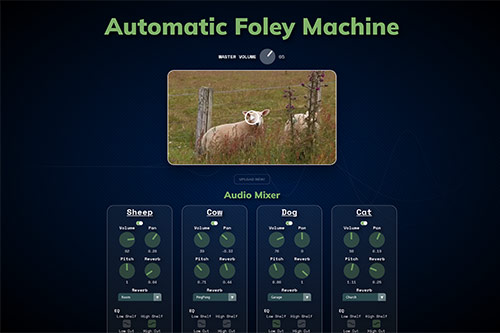 Automatic Foley Machine
MASTER VOLUME
UPLOAD NEW!
Audio Mixer
Sheep Cow Dog Cat
Volume Pan Volume Pan Volume Pan Volume Pan
Pitch Reverb Pitch Reverb Pitch Reverb Pitch Reverb
Reverb Reverb Reverb Reverb
Room PingPong Garage Church
EQ EQ EQ EQ
Low Shelf High Shelf Low Shelf High Shelf Low Shelf High Shelf Low Shelf High Shelf
Low Cut High Cut Low Cut High Cut Low Cut High Cut Low Cut High Cut